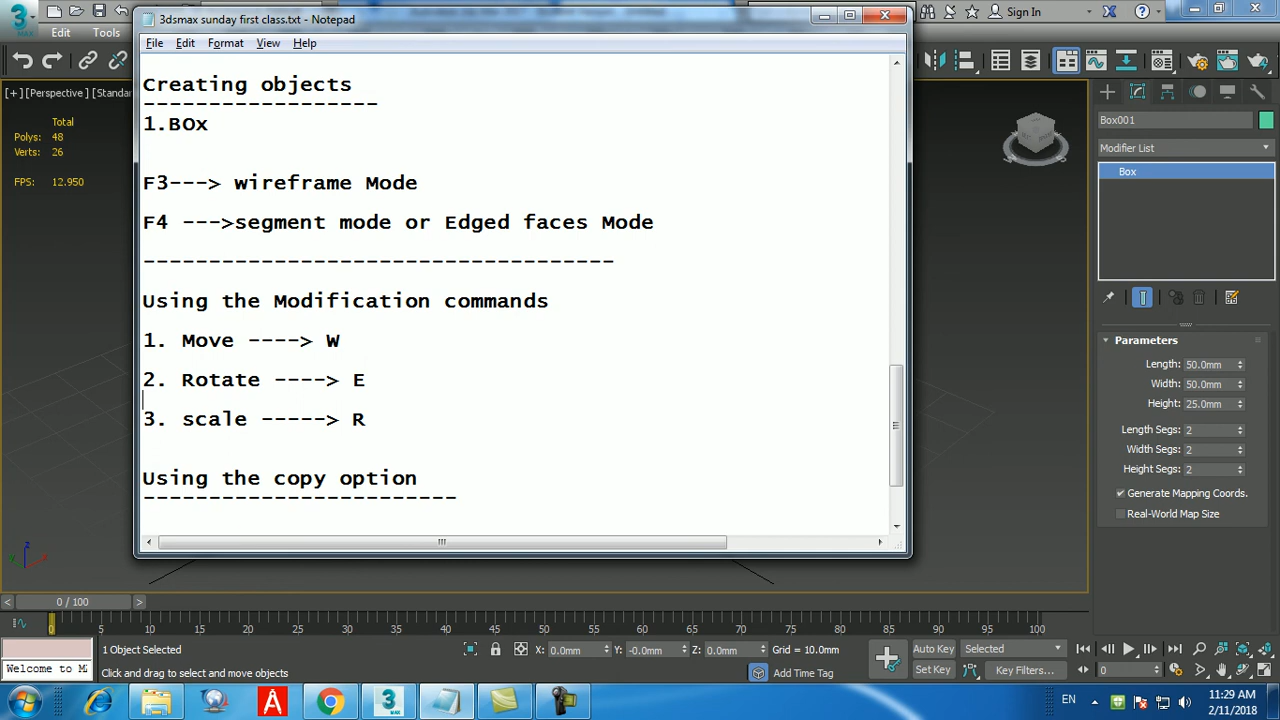 3dsmax sunday first class.txt - Notepad
Sign In
Edit
Tools
File
Edit
Format
View
Help
Creating objects
------------------
1.BOx
F3---> wireframe Mode
F4 --->segment mode or Edged faces Mode
------------------------------------
Using the Modification commands
1. Move ----> W
2. Rotate ----> E
3. scale -----> R
Using the copy option
------------------------
[+][Perspective][Standar
Total
Polys: 48
Verts: 26
FPS: 12.950
Box001
Modifier List
Box
Parameters
Length: 50.0mm
Width: 50.0mm
Height: 25.0mm
Length Segs: 2
Width Segs: 2
Height Segs: 2
Generate Mapping Coords.
Real-World Map Size
z
y
x
< 0 / 100 >
0 5 10 15 20 25 30 35 40 45 50 55 60 65 70 75 80 85 90 95 100
1 Object Selected
X: 0.0mm
Y: -0.0mm
Z: 0.0mm
Grid = 10.0mm
Auto Key
Selected
Welcome to M
Click and drag to select and move objects
Add Time Tag
Set Key
Key Filters...
0
EN
11:29 AM
2/11/2018